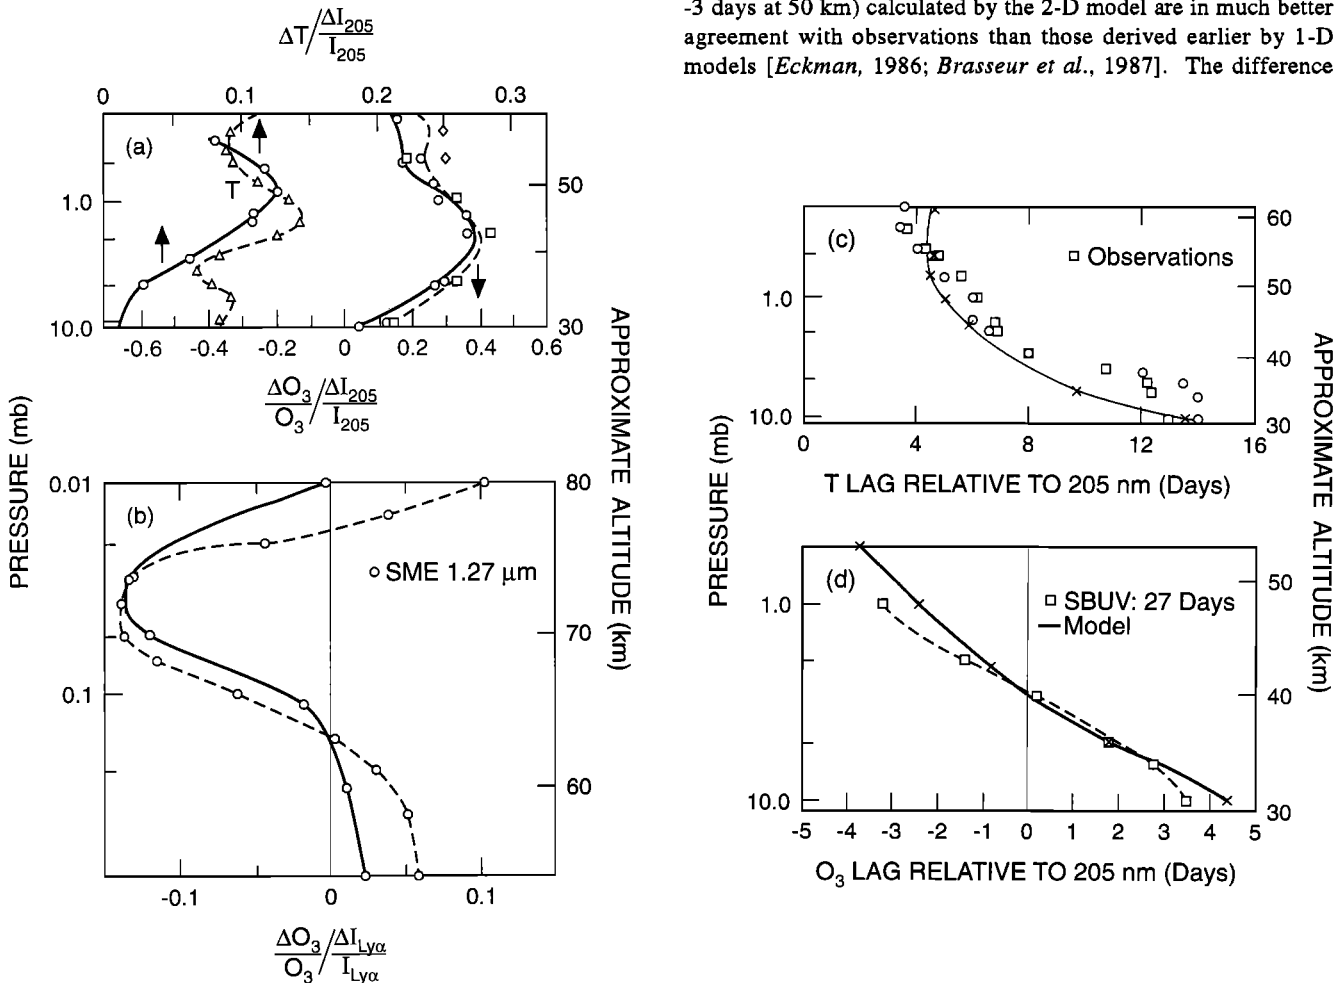 -3 days at 50 km) calculated by the 2-D model are in much better
agreement with observations than those derived earlier by 1-D
models [Eckman, 1986; Brasseur et al., 1987]. The difference
ΔT/ΔI205/I205
0 0.1 0.2 0.3
(a)
T
1.0
10.0
50
40
30
-0.6 -0.4 -0.2 0 0.2 0.4 0.6
ΔO3/O3/ΔI205/I205
PRESSURE (mb)
APPROXIMATE ALTITUDE (km)
0.01
0.1
(b)
SME 1.27 μm
80
70
60
-0.1 0 0.1
ΔO3/O3/ΔILyα/ILyα
(c)
Observations
1.0
10.0
60
50
40
30
0 4 8 12 16
T LAG RELATIVE TO 205 nm (Days)
PRESSURE (mb)
APPROXIMATE ALTITUDE (km)
(d)
SBUV: 27 Days
Model
1.0
10.0
50
40
30
-5 -4 -3 -2 -1 0 1 2 3 4 5
O3 LAG RELATIVE TO 205 nm (Days)